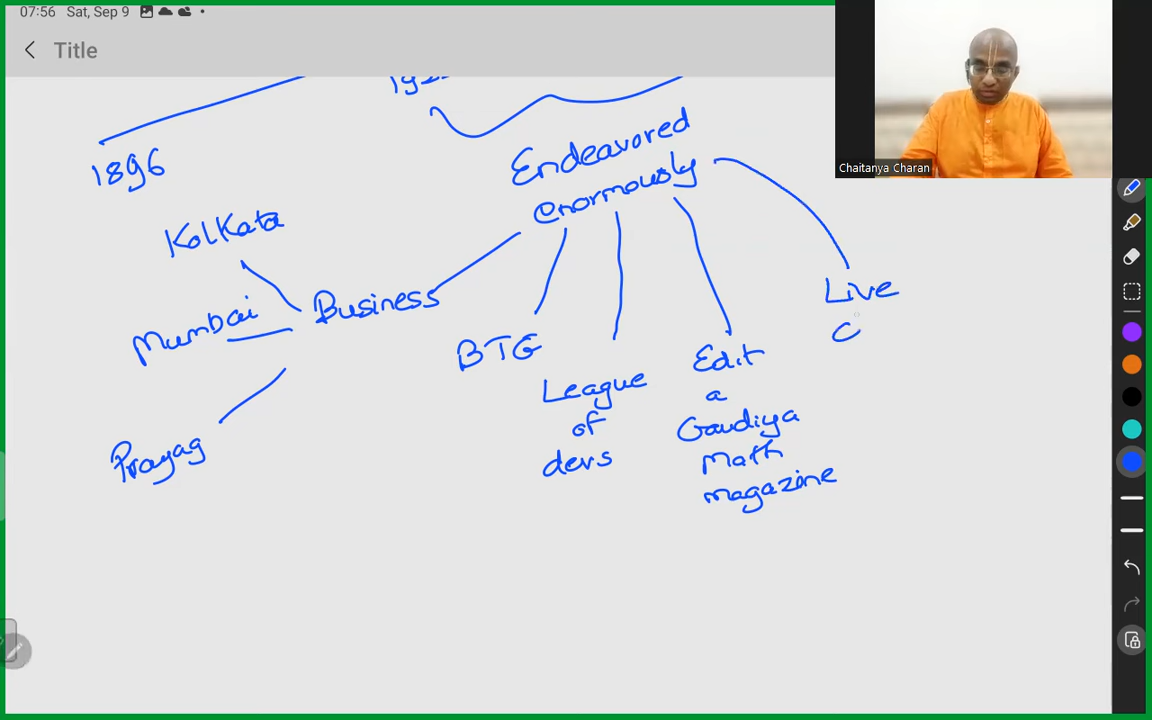 07:56 Sat, Sep 9
Title
Chaitanya Charan
1896
Endeavored
enormously
Kolkata
Mumbai
Business
Prayag
BTG
League
of
devs
Edit
a
Gaudiya
Math
magazine
Live
C